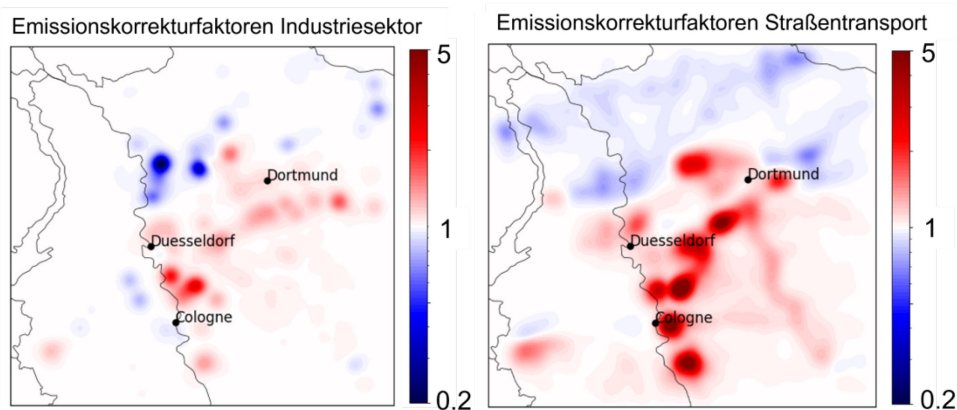 Emissionskorrekturfaktoren Industriesektor
5
1
0.2
Dortmund
Duesseldorf
Cologne
Emissionskorrekturfaktoren Straßentransport
5
1
0.2
Dortmund
Duesseldorf
Cologne